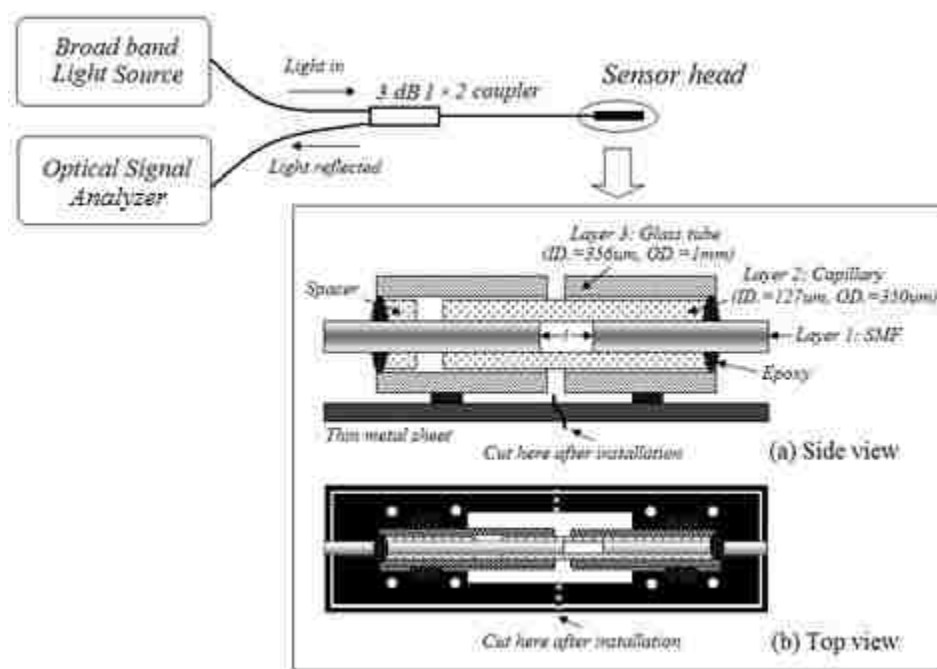 Broad band
Light Source
Light in
3 dB 1 × 2 coupler
Sensor head
Optical Signal
Analyzer
Light reflected
Layer 3: Glass tube
(ID.=356um, OD.=1mm)
Layer 2: Capillary
(ID.=127um, OD.=350um)
Spacer
Layer 1: SMF
Epoxy
Thin metal sheet
Cut here after installation
(a) Side view
Cut here after installation
(b) Top view